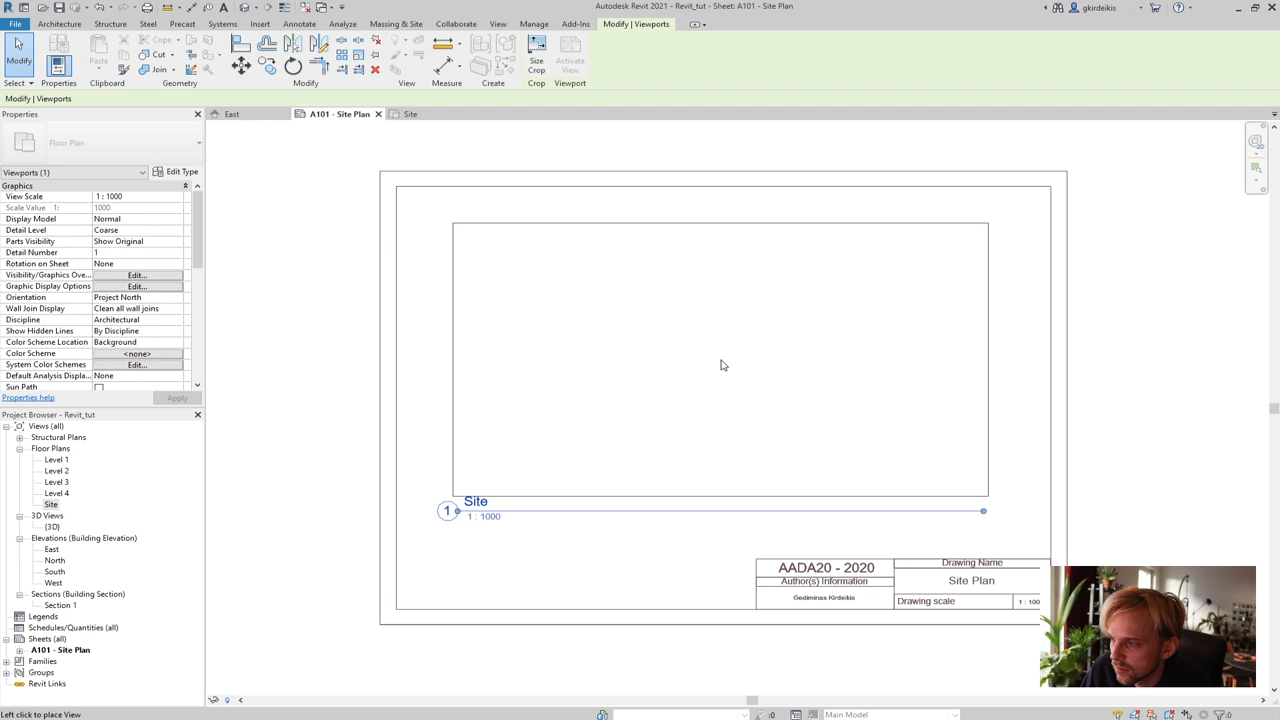 Autodesk Revit 2021 - Revit_tut - Sheet: A101 - Site Plan
gkirdeikis
File Architecture Structure Steel Precast Systems Insert Annotate Analyze Massing & Site Collaborate View Manage Add-Ins Modify | Viewports
Modify
Properties
Paste
Cope
Cut
Join
Size Crop
Activate View
Select Properties Clipboard Geometry Modify View Measure Create Crop Viewport
Modify | Viewports
Properties
East
A101 - Site Plan
Site
Floor Plan
Viewports (1)
Edit Type
Graphics
View Scale 1 : 1000
Scale Value 1: 1000
Display Model Normal
Detail Level Coarse
Parts Visibility Show Original
Detail Number 1
Rotation on Sheet None
Visibility/Graphics Ove... Edit...
Graphic Display Options Edit...
Orientation Project North
Wall Join Display Clean all wall joins
Discipline Architectural
Show Hidden Lines By Discipline
Color Scheme Location Background
Color Scheme <none>
System Color Schemes Edit...
Default Analysis Displa... None
Sun Path
Properties help
Apply
Project Browser - Revit_tut
Views (all)
Structural Plans
Floor Plans
Level 1
Level 2
Level 3
Level 4
Site
3D Views
{3D}
Elevations (Building Elevation)
East
North
South
West
Sections (Building Section)
Section 1
Legends
Schedules/Quantities (all)
Sheets (all)
A101 - Site Plan
Families
Groups
Revit Links
1
Site
1 : 1000
AADA20 - 2020
Author(s) Information
Gediminas Kirdeikis
Drawing Name
Site Plan
Drawing scale
1 : 100
Left click to place View
:0
Main Model
:0